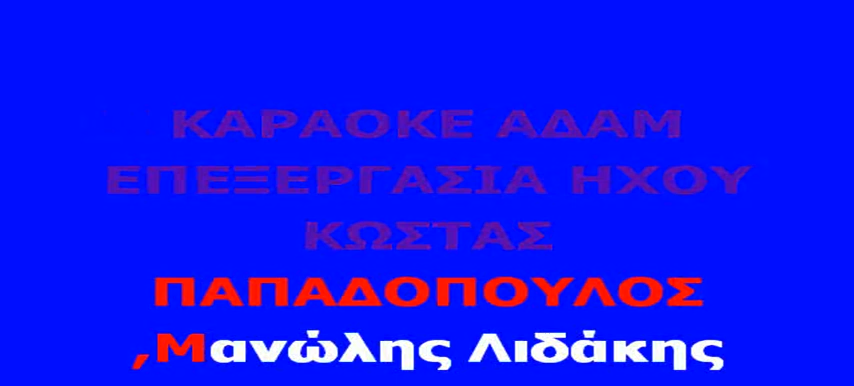 ΚΑΡΑΟΚΕ ΑΔΑΜ
ΕΠΕΞΕΡΓΑΣΙΑ ΗΧΟΥ
ΚΩΣΤΑΣ
ΠΑΠΑΔΟΠΟΥΛΟΣ
,Μανώλης Λιδάκης